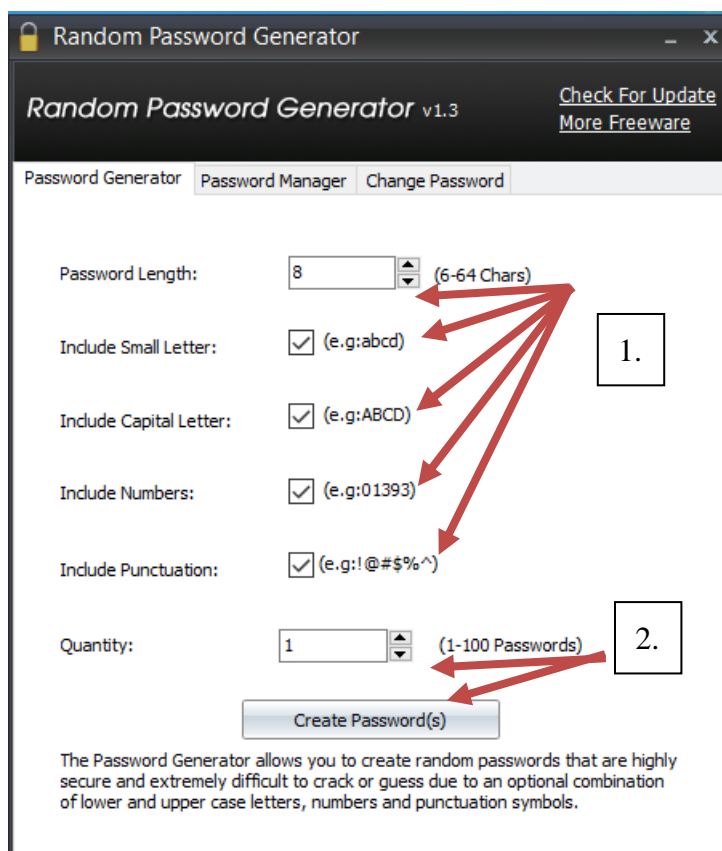 Random Password Generator
Random Password Generator v1.3
Check For Update
More Freeware
Password Generator Password Manager Change Password
Password Length: 8 (6-64 Chars)
1.
Include Small Letter: (e.g:abcd)
Include Capital Letter: (e.g:ABCD)
Include Numbers: (e.g:01393)
Include Punctuation: (e.g:!@#$%^)
Quantity: 1 (1-100 Passwords)
2.
Create Password(s)
The Password Generator allows you to create random passwords that are highly
secure and extremely difficult to crack or guess due to an optional combination
of lower and upper case letters, numbers and punctuation symbols.